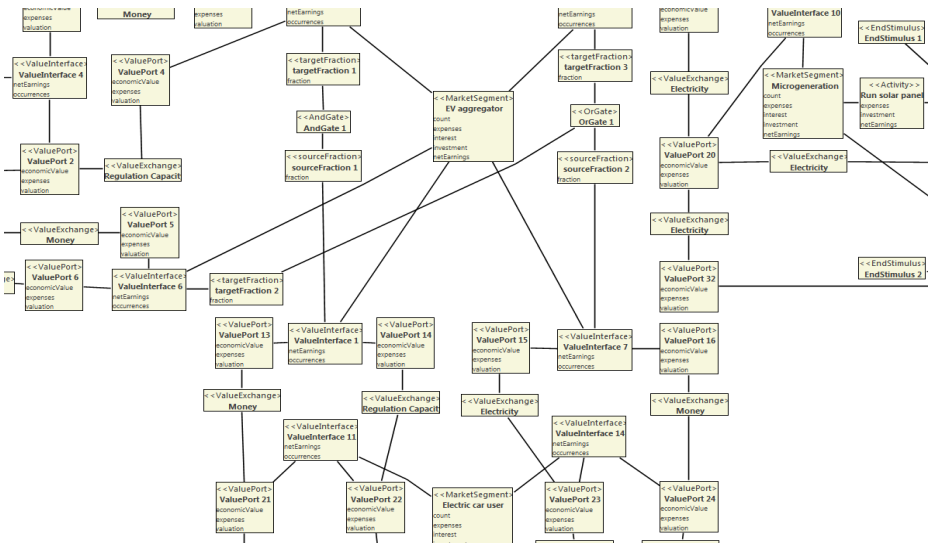 economicValue
expenses
valuation
Money
expenses
valuation
netEarnings
occurrences
netEarnings
occurrences
economicValue
expenses
valuation
ValueInterface 10
netEarnings
occurrences
<<EndStimulus>
EndStimulus 1
<<ValueInterface>
ValueInterface 4
netEarnings
occurrences
<<ValuePort>
ValuePort 4
economicValue
expenses
valuation
<<targetFraction>
targetFraction 1
fraction
<<targetFraction>
targetFraction 3
fraction
<<ValueExchange>
Electricity
<<MarketSegment>
Microgeneration
count
expenses
interest
investment
netEarnings
<<Activity>>
Run solar panel
expenses
investment
netEarnings
<<MarketSegment>
EV aggregator
count
expenses
interest
investment
netEarnings
<<AndGate>
AndGate 1
<<OrGate>
OrGate 1
<<ValuePort>
ValuePort 2
economicValue
expenses
valuation
<<ValueExchange>
Regulation Capacit
<<sourceFraction>
sourceFraction 1
fraction
<<sourceFraction>
sourceFraction 2
fraction
<<ValuePort>
ValuePort 20
economicValue
expenses
valuation
<<ValueExchange>
Electricity
<<ValueExchange>
Money
<<ValuePort>
ValuePort 5
economicValue
expenses
valuation
<<ValueExchange>
Electricity
<<ValuePort>
ValuePort 6
economicValue
expenses
valuation
<<ValueInterface>
ValueInterface 6
netEarnings
occurrences
<<targetFraction>
targetFraction 2
fraction
<<ValuePort>
ValuePort 32
economicValue
expenses
valuation
<<EndStimulus>
EndStimulus 2
<<ValuePort>
ValuePort 13
economicValue
expenses
valuation
<<ValueInterface>
ValueInterface 1
netEarnings
occurrences
<<ValuePort>
ValuePort 14
economicValue
expenses
valuation
<<ValuePort>
ValuePort 15
economicValue
expenses
valuation
<<ValueInterface>
ValueInterface 7
netEarnings
occurrences
<<ValuePort>
ValuePort 16
economicValue
expenses
valuation
<<ValueExchange>
Money
<<ValueExchange>
Regulation Capacit
<<ValueExchange>
Electricity
<<ValueExchange>
Money
<<ValueInterface>
ValueInterface 11
netEarnings
occurrences
<<ValueInterface>
ValueInterface 14
netEarnings
occurrences
<<ValuePort>
ValuePort 21
economicValue
expenses
valuation
<<ValuePort>
ValuePort 22
economicValue
expenses
valuation
<<MarketSegment>
Electric car user
count
expenses
interest
<<ValuePort>
ValuePort 23
economicValue
expenses
valuation
<<ValuePort>
ValuePort 24
economicValue
expenses
valuation